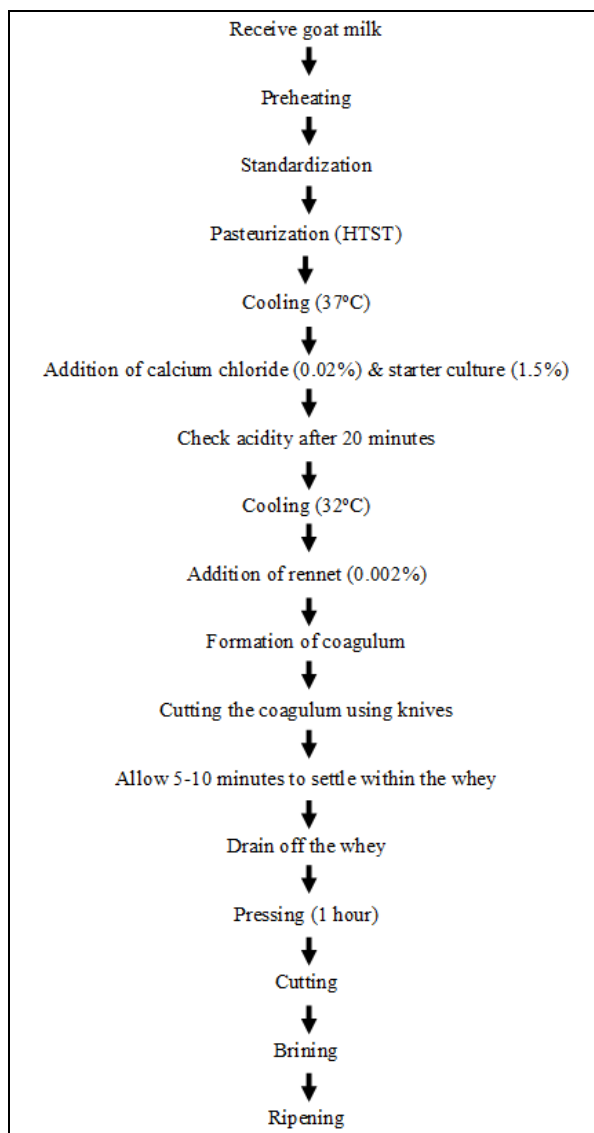 Receive goat milk
Preheating
Standardization
Pasteurization (HTST)
Cooling (37ºC)
Addition of calcium chloride (0.02%) & starter culture (1.5%)
Check acidity after 20 minutes
Cooling (32ºC)
Addition of rennet (0.002%)
Formation of coagulum
Cutting the coagulum using knives
Allow 5-10 minutes to settle within the whey
Drain off the whey
Pressing (1 hour)
Cutting
Brining
Ripening